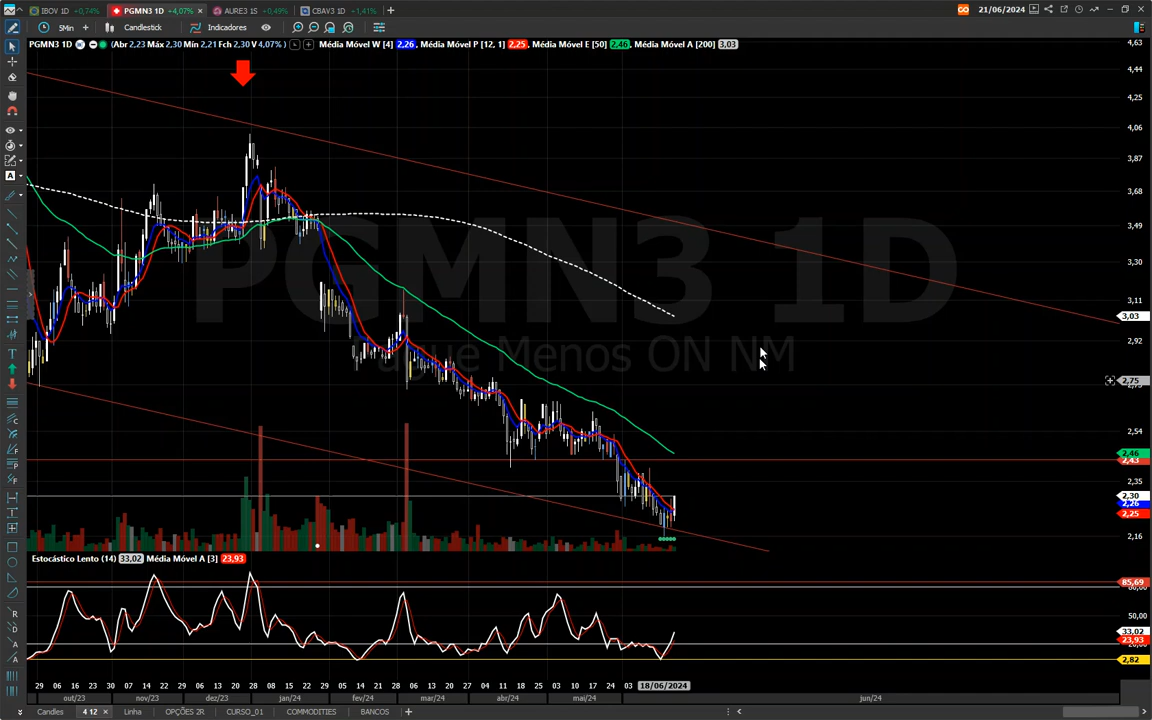 IBOV 1D +0,74% PGMN3 1D +4,07% × AURE3 1S +0,49% CBAV3 1D +1,41% + 21/06/2024
5Min + Candlestick Indicadores
PGMN3 1D (Abr 2,23 Máx 2,30 Min 2,21 Fch 2,30 V 4,07% ) Média Móvel W [4] 2,26, Média Móvel P [12, 1] 2,25, Média Móvel E [50] 2,46, Média Móvel A [200] 3,03
4,63
4,44
4,25
4,06
3,87
3,68
3,49
3,30
3,11
3,03
2,92
2,75
2,54
2,46
2,43
2,35
2,30
2,26
2,25
2,16
PGMN3 1D
ague Menos ON NM
Estocástico Lento (14) 33,02 Média Móvel A [3] 23,93
85,69
80,00
50,00
33,02
23,93
2,82
29 06 16 23 30 07 14 22 29 06 13 20 28 08 15 22 29 05 14 21 28 06 13 20 27 04 11 18 25 03 10 17 24 03 18/06/2024
out/23 nov/23 dez/23 jan/24 fev/24 mar/24 abr/24 mai/24 jun/24
Candles 4 12 × Linha OPÇÕES 2R CURSO_01 COMMODITIES BANCOS +